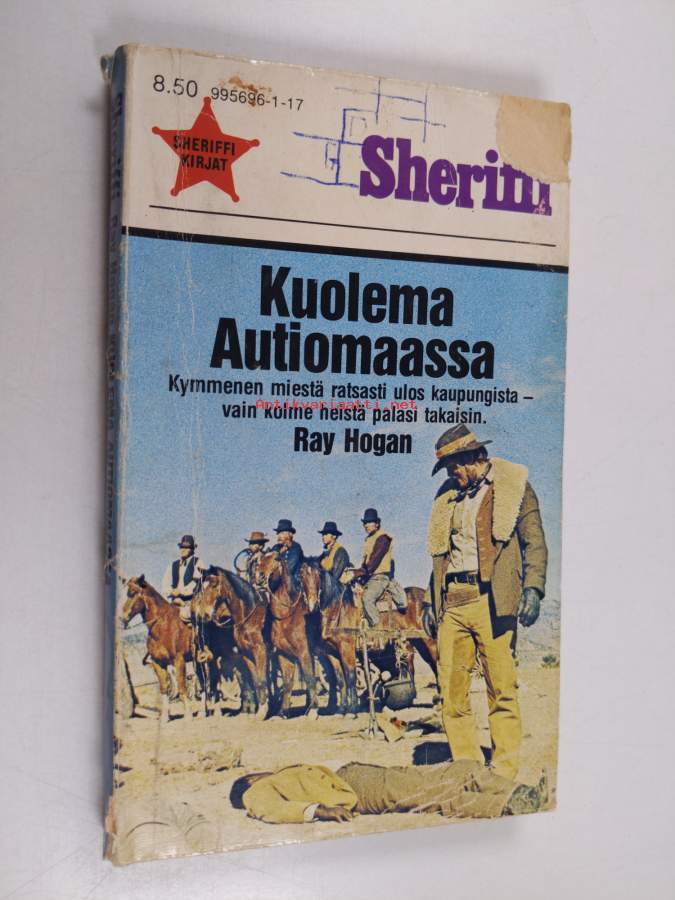 8.50 995696-1-17
SHERIFFI
KIRJAT
Sheriffi
Kuolema
Autiomaassa
Kymmenen miestä ratsasti ulos kaupungista –
Antikvariaatti.net
vain kolme heistä palasi takaisin.
Ray Hogan